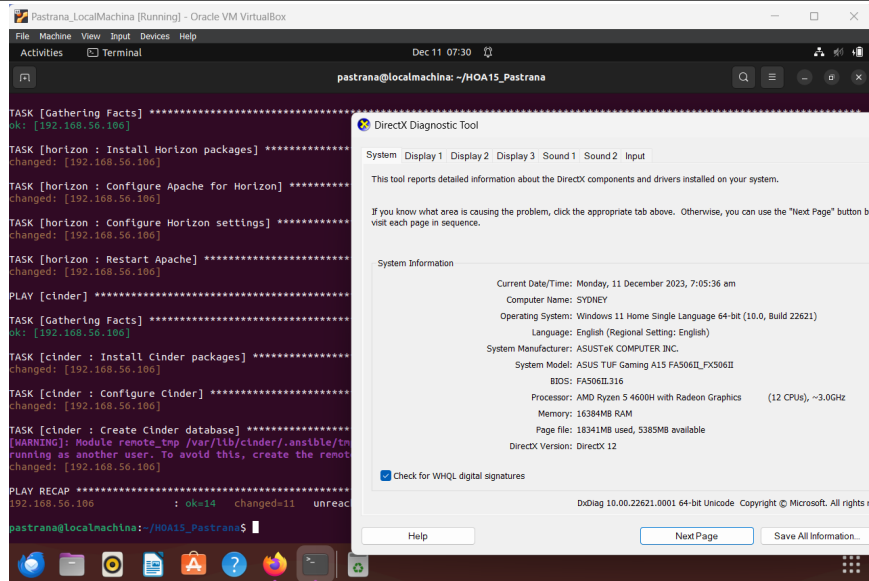 Pastrana_LocalMachina [Running] - Oracle VM VirtualBox
File Machine View Input Devices Help
Activities Terminal Dec 11 07:30
pastrana@localmachina: ~/HOA15_Pastrana
TASK [Gathering Facts]
ok: [192.168.56.106]
TASK [horizon : Install Horizon packages]
changed: [192.168.56.106]
TASK [horizon : Configure Apache for Horizon]
changed: [192.168.56.106]
TASK [horizon : Configure Horizon settings]
changed: [192.168.56.106]
TASK [horizon : Restart Apache]
changed: [192.168.56.106]
PLAY [cinder]
TASK [Gathering Facts]
ok: [192.168.56.106]
TASK [cinder : Install Cinder packages]
changed: [192.168.56.106]
TASK [cinder : Configure Cinder]
changed: [192.168.56.106]
TASK [cinder : Create Cinder database]
[WARNING]: Module remote_tmp /var/lib/cinder/.ansible/tm
running as another user. To avoid this, create the remot
changed: [192.168.56.106]
PLAY RECAP
192.168.56.106 : ok=14 changed=11 unreac
pastrana@localmachina:~/HOA15_Pastrana$
DirectX Diagnostic Tool
System Display 1 Display 2 Display 3 Sound 1 Sound 2 Input
This tool reports detailed information about the DirectX components and drivers installed on your system.
If you know what area is causing the problem, click the appropriate tab above. Otherwise, you can use the "Next Page" button b
visit each page in sequence.
System Information
Current Date/Time: Monday, 11 December 2023, 7:05:36 am
Computer Name: SYDNEY
Operating System: Windows 11 Home Single Language 64-bit (10.0, Build 22621)
Language: English (Regional Setting: English)
System Manufacturer: ASUSTeK COMPUTER INC.
System Model: ASUS TUF Gaming A15 FA506II_FX506II
BIOS: FA506II.316
Processor: AMD Ryzen 5 4600H with Radeon Graphics (12 CPUs), ~3.0GHz
Memory: 16384MB RAM
Page file: 18341MB used, 5385MB available
DirectX Version: DirectX 12
Check for WHQL digital signatures
DxDiag 10.00.22621.0001 64-bit Unicode Copyright © Microsoft. All rights r
Help Next Page Save All Information...